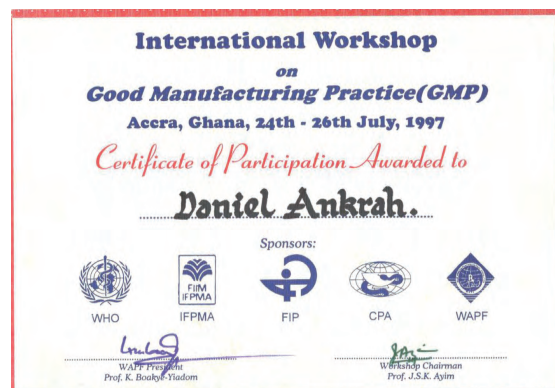 International Workshop
on
Good Manufacturing Practice(GMP)
Accra, Ghana, 24th - 26th July, 1997
Certificate of Participation Awarded to
Daniel Ankrah.
Sponsors:
FIIM
IFPMA
WHO IFPMA FIP CPA WAPF
WAPF President
Prof. K. Boakye-Yiadom
Workshop Chairman
Prof. J.S.K. Ayim